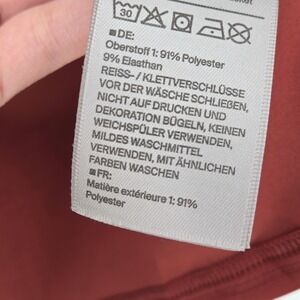 30
DE:
Oberstoff 1: 91% Polyester
9% Elasthan
REISS- / KLETTVERSCHLÜSSE
VOR DER WÄSCHE SCHLIEßEN,
NICHT AUF DRUCKEN UND
DEKORATION BÜGELN, KEINEN
WEICHSPÜLER VERWENDEN,
MILDES WASCHMITTEL
VERWENDEN, MIT ÄHNLICHEN
FARBEN WASCHEN
FR:
Matière extérieure 1: 91%
Polyester